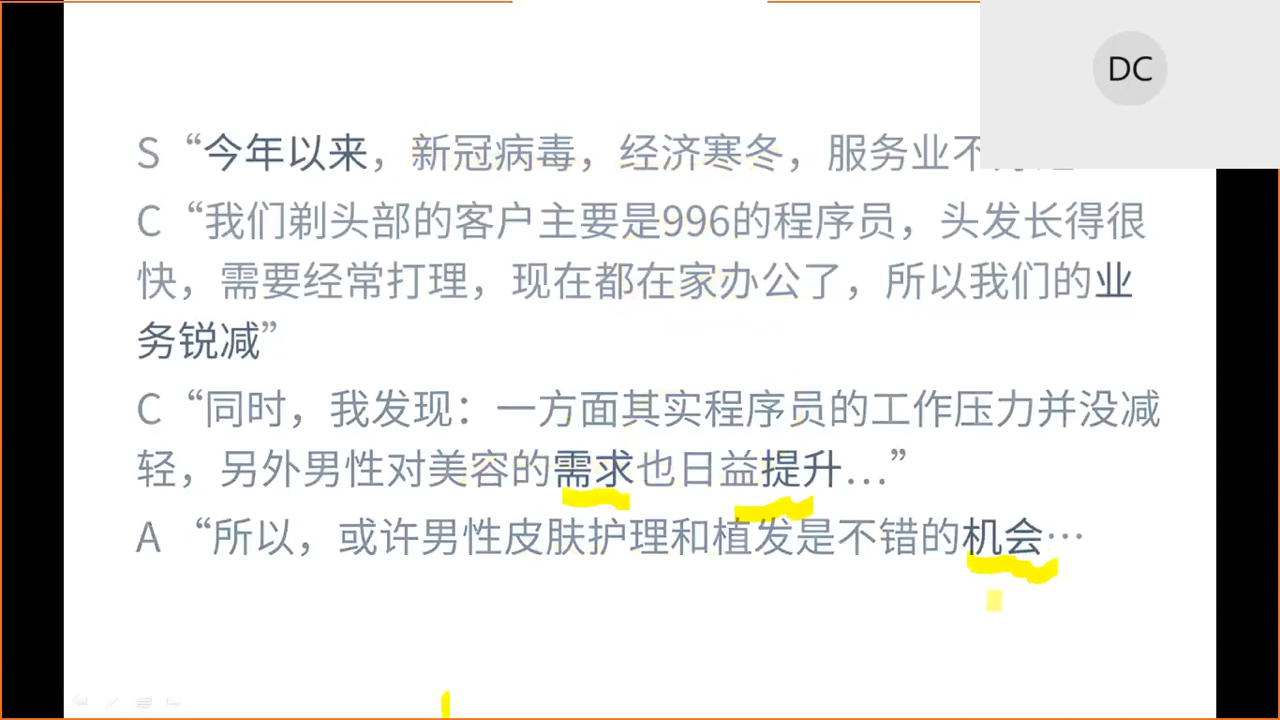 DC
S “今年以来，新冠病毒，经济寒冬，服务业不
C “我们剃头部的客户主要是996的程序员，头发长得很
快，需要经常打理，现在都在家办公了，所以我们的业
务锐减”
C “同时，我发现：一方面其实程序员的工作压力并没减
轻，另外男性对美容的需求也日益提升…”
A “所以，或许男性皮肤护理和植发是不错的机会…